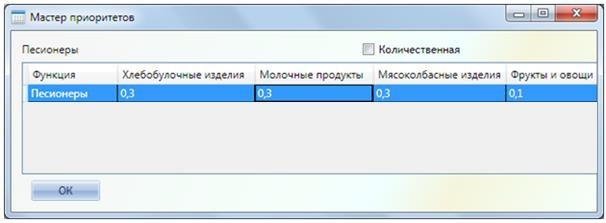 Мастер приоритетов
Песионеры Количественная
Функция Хлебобулочные изделия Молочные продукты Мясоколбасные изделия Фрукты и овощи
Песионеры 0,3 0,3 0,3 0,1
OK